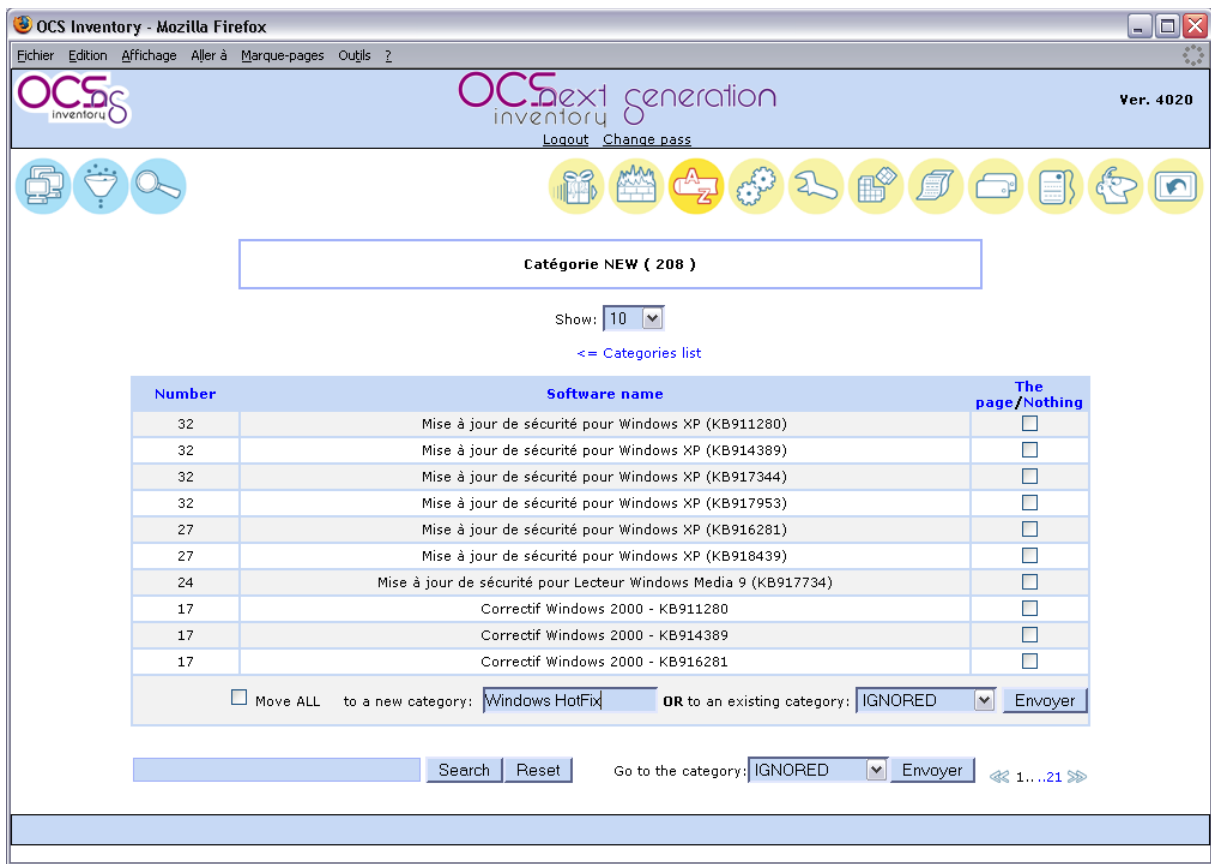 OCS Inventory - Mozilla Firefox
Fichier Edition Affichage Aller à Marque-pages Outils ?
OCS ng inventory
OCS next generation inventory
Ver. 4020
Logout Change pass
A Z
Catégorie NEW ( 208 )
Show: 10
<= Categories list
Number Software name The page/Nothing
32 Mise à jour de sécurité pour Windows XP (KB911280)
32 Mise à jour de sécurité pour Windows XP (KB914389)
32 Mise à jour de sécurité pour Windows XP (KB917344)
32 Mise à jour de sécurité pour Windows XP (KB917953)
27 Mise à jour de sécurité pour Windows XP (KB916281)
27 Mise à jour de sécurité pour Windows XP (KB918439)
24 Mise à jour de sécurité pour Lecteur Windows Media 9 (KB917734)
17 Correctif Windows 2000 - KB911280
17 Correctif Windows 2000 - KB914389
17 Correctif Windows 2000 - KB916281
Move ALL to a new category: Windows HotFix OR to an existing category: IGNORED Envoyer
Search Reset Go to the category: IGNORED Envoyer 1.. ..21